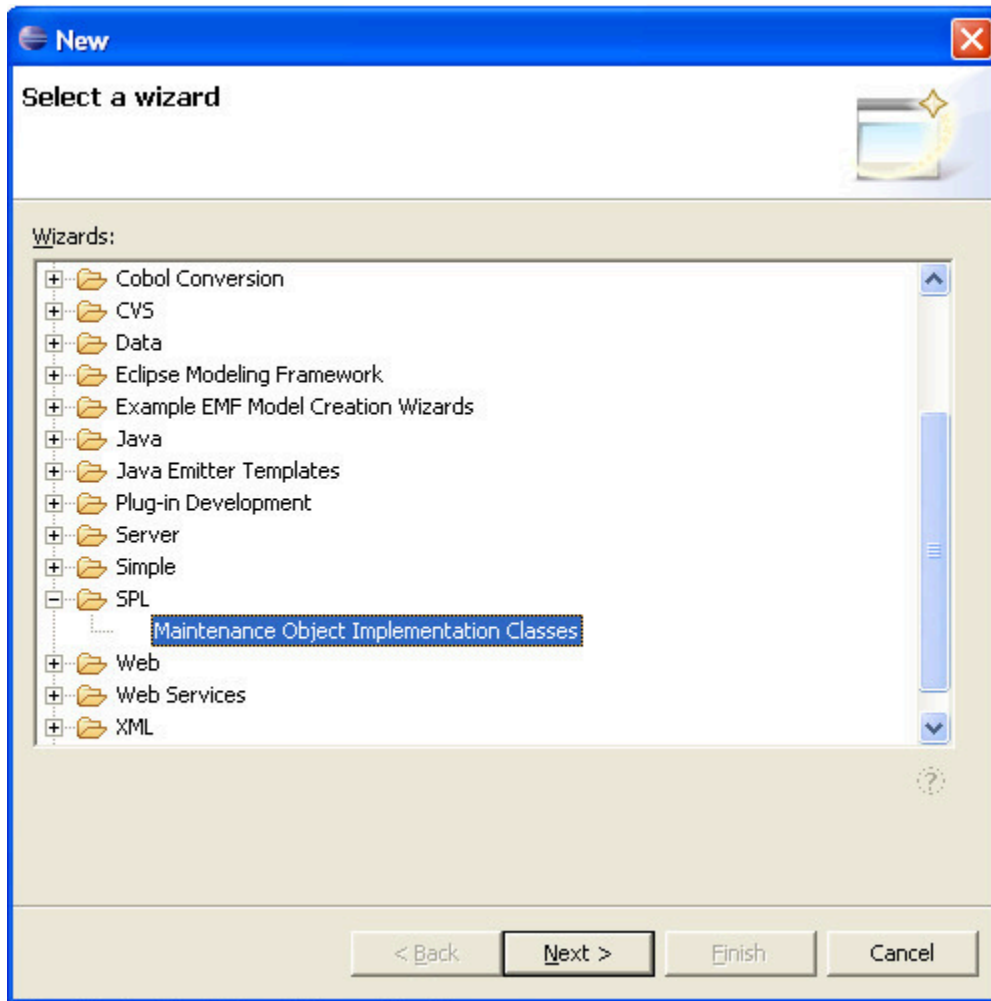 New
Select a wizard
Wizards:
Cobol Conversion
CVS
Data
Eclipse Modeling Framework
Example EMF Model Creation Wizards
Java
Java Emitter Templates
Plug-in Development
Server
Simple
SPL
Maintenance Object Implementation Classes
Web
Web Services
XML
?
< Back Next > Finish Cancel